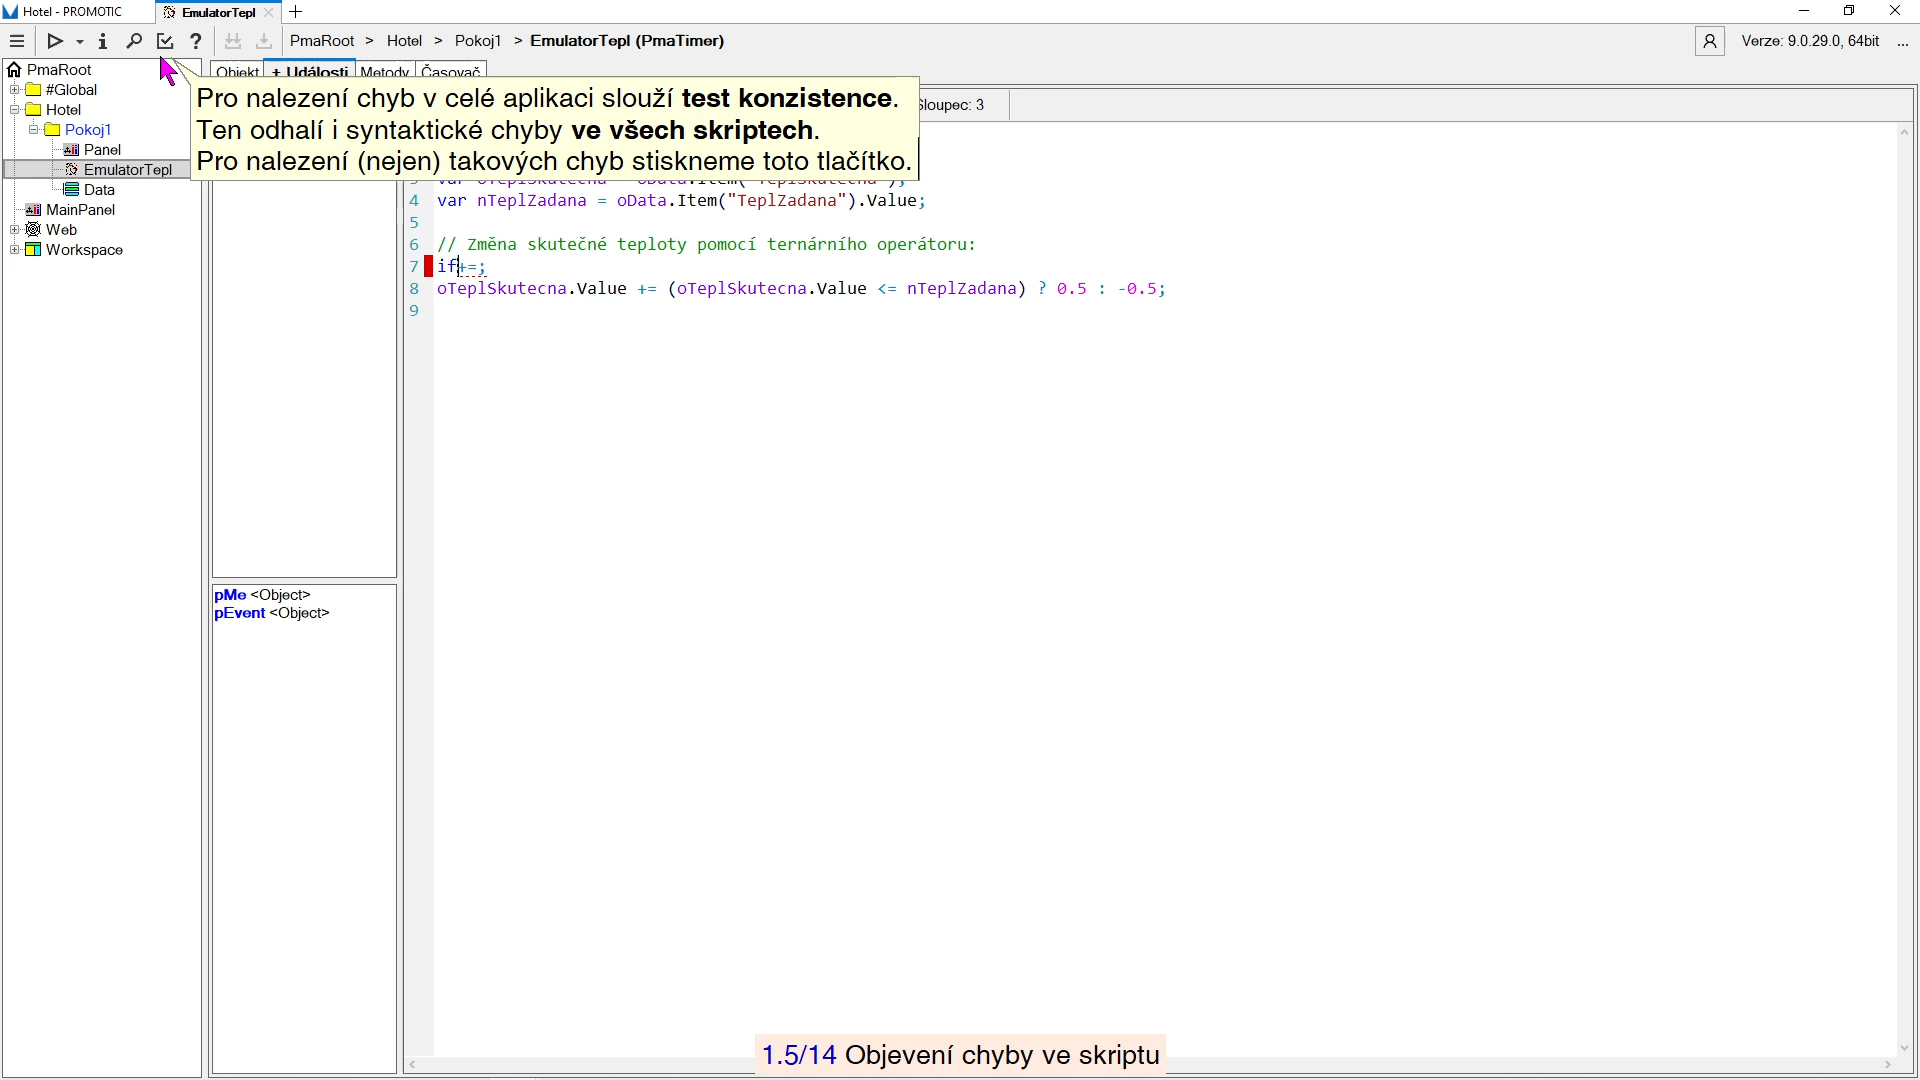 Hotel - PROMOTIC
EmulatorTepl
PmaRoot > Hotel > Pokoj1 > EmulatorTepl (PmaTimer)
Verze: 9.0.29.0, 64bit ...
PmaRoot
#Global
Hotel
Pokoj1
Panel
EmulatorTepl
Data
MainPanel
Web
Workspace
Objekt
+ Události
Metody
Časovač
Pro nalezení chyb v celé aplikaci slouží test konzistence.
Ten odhalí i syntaktické chyby ve všech skriptech.
Pro nalezení (nejen) takových chyb stiskneme toto tlačítko.
Sloupec: 3
4 var nTeplZadana = oData.Item("TeplZadana").Value;
5
6 // Změna skutečné teploty pomocí ternárního operátoru:
7 if+=;
8 oTeplSkutecna.Value += (oTeplSkutecna.Value <= nTeplZadana) ? 0.5 : -0.5;
9
pMe <Object>
pEvent <Object>
1.5/14 Objevení chyby ve skriptu